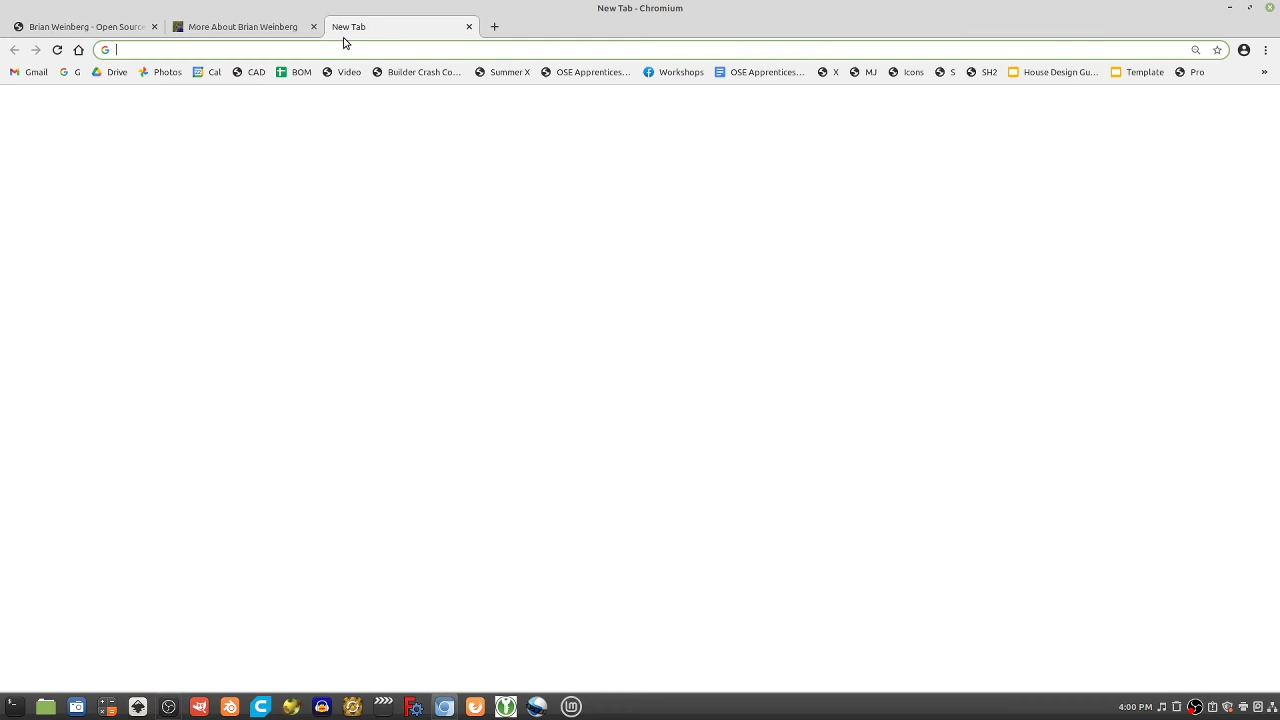 New Tab - Chromium
Brian Weinberg - Open Source
More About Brian Weinberg
New Tab
Gmail G Drive Photos Cal CAD BOM Video Builder Crash Co... Summer X OSE Apprentices... Workshops OSE Apprentices... X MJ Icons S SH2 House Design Gu... Template Pro »
4:00 PM